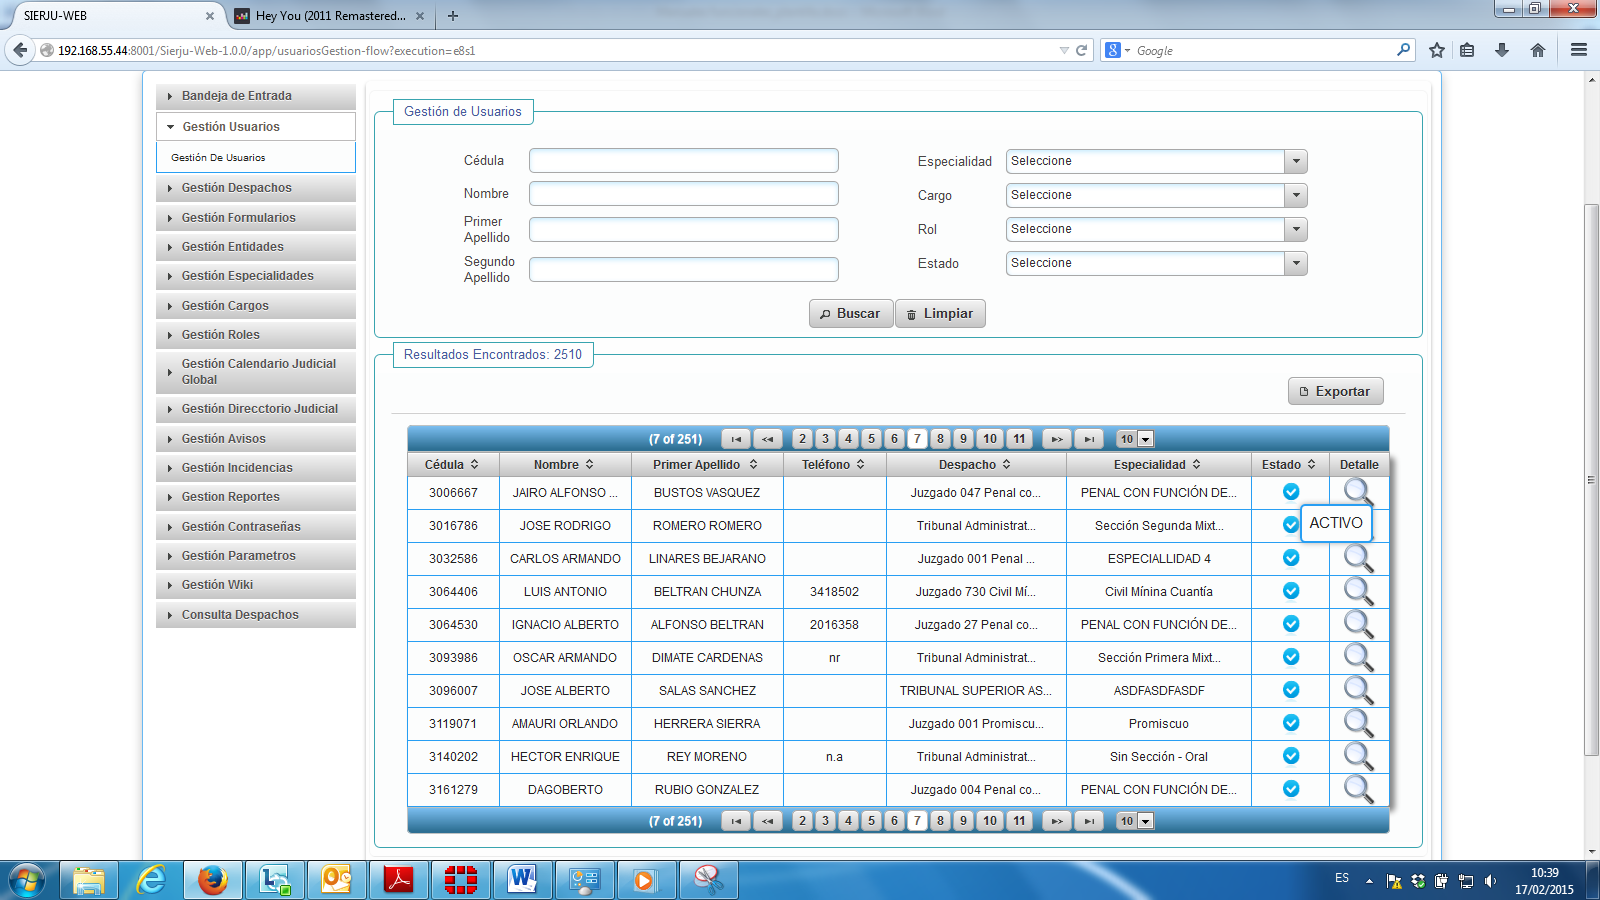 SIERJU-WEB
Hey You (2011 Remastered...
192.168.55.44:8001/Sierju-Web-1.0.0/app/usuariosGestion-flow?execution=e8s1
Google
Bandeja de Entrada
Gestión Usuarios
Gestión De Usuarios
Gestión Despachos
Gestión Formularios
Gestión Entidades
Gestión Especialidades
Gestión Cargos
Gestión Roles
Gestión Calendario Judicial
Global
Gestión Direcctorio Judicial
Gestión Avisos
Gestión Incidencias
Gestion Reportes
Gestión Contraseñas
Gestión Parametros
Gestión Wiki
Consulta Despachos
Gestión de Usuarios
Cédula
Nombre
Primer
Apellido
Segundo
Apellido
Especialidad Seleccione
Cargo Seleccione
Rol Seleccione
Estado Seleccione
Buscar Limpiar
Resultados Encontrados: 2510
Exportar
(7 of 251) 2 3 4 5 6 7 8 9 10 11 10
Cédula Nombre Primer Apellido Teléfono Despacho Especialidad Estado Detalle
3006667 JAIRO ALFONSO ... BUSTOS VASQUEZ Juzgado 047 Penal co... PENAL CON FUNCIÓN DE...
3016786 JOSE RODRIGO ROMERO ROMERO Tribunal Administrat... Sección Segunda Mixt... ACTIVO
3032586 CARLOS ARMANDO LINARES BEJARANO Juzgado 001 Penal ... ESPECIALLIDAD 4
3064406 LUIS ANTONIO BELTRAN CHUNZA 3418502 Juzgado 730 Civil Mí... Civil Mínina Cuantía
3064530 IGNACIO ALBERTO ALFONSO BELTRAN 2016358 Juzgado 27 Penal co... PENAL CON FUNCIÓN DE...
3093986 OSCAR ARMANDO DIMATE CARDENAS nr Tribunal Administrat... Sección Primera Mixt...
3096007 JOSE ALBERTO SALAS SANCHEZ TRIBUNAL SUPERIOR AS... ASDFASDFASDF
3119071 AMAURI ORLANDO HERRERA SIERRA Juzgado 001 Promiscu... Promiscuo
3140202 HECTOR ENRIQUE REY MORENO n.a Tribunal Administrat... Sin Sección - Oral
3161279 DAGOBERTO RUBIO GONZALEZ Juzgado 004 Penal co... PENAL CON FUNCIÓN DE...
(7 of 251) 2 3 4 5 6 7 8 9 10 11 10
ES
10:39
17/02/2015